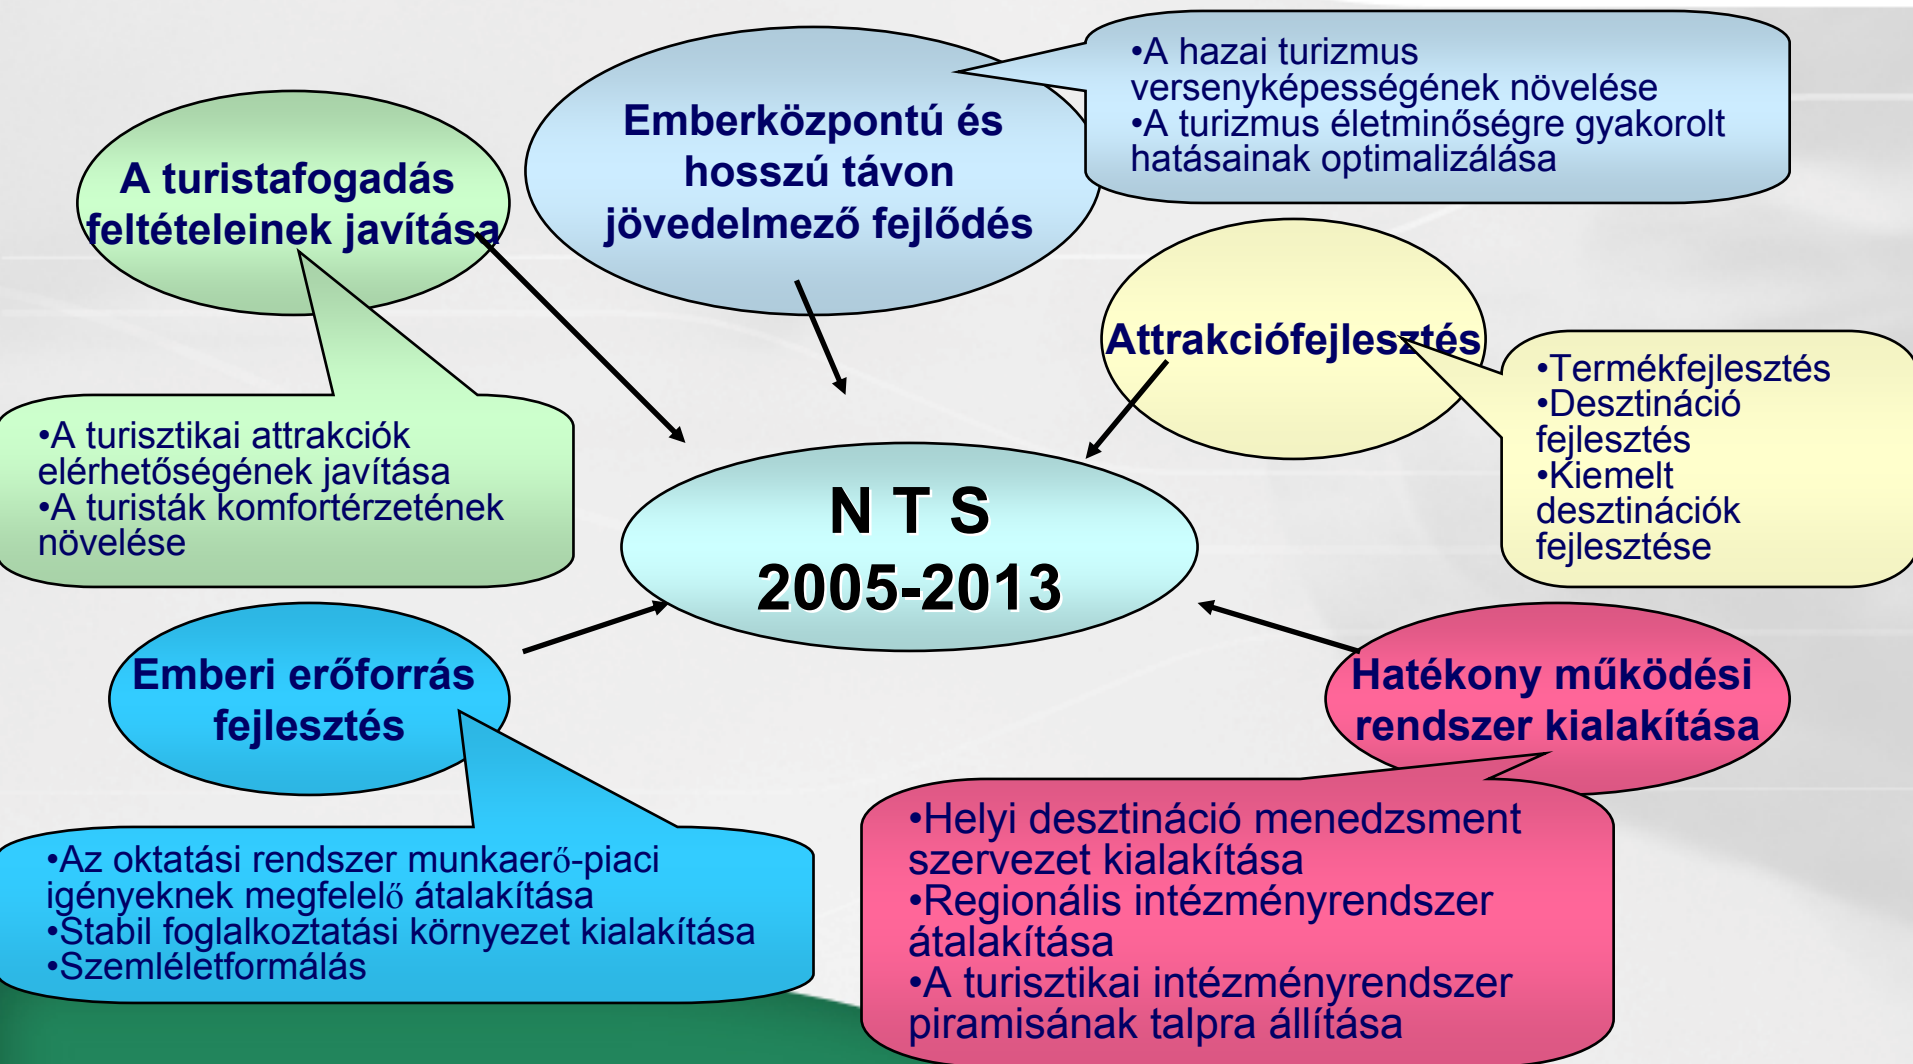 A turistafogadás
feltételeinek javítása
•A turisztikai attrakciók
elérhetőségének javítása
•A turisták komfortérzetének
növelése
Emberközpontú és
hosszú távon
jövedelmező fejlődés
•A hazai turizmus
versenyképességének növelése
•A turizmus életminőségre gyakorolt
hatásainak optimalizálása
Attrakciófejlesztés
•Termékfejlesztés
•Desztináció
fejlesztés
•Kiemelt
desztinációk
fejlesztése
N T S
2005-2013
Emberi erőforrás
fejlesztés
•Az oktatási rendszer munkaerő-piaci
igényeknek megfelelő átalakítása
•Stabil foglalkoztatási környezet kialakítása
•Szemléletformálás
Hatékony működési
rendszer kialakítása
•Helyi desztináció menedzsment
szervezet kialakítása
•Regionális intézményrendszer
átalakítása
•A turisztikai intézményrendszer
piramisának talpra állítása